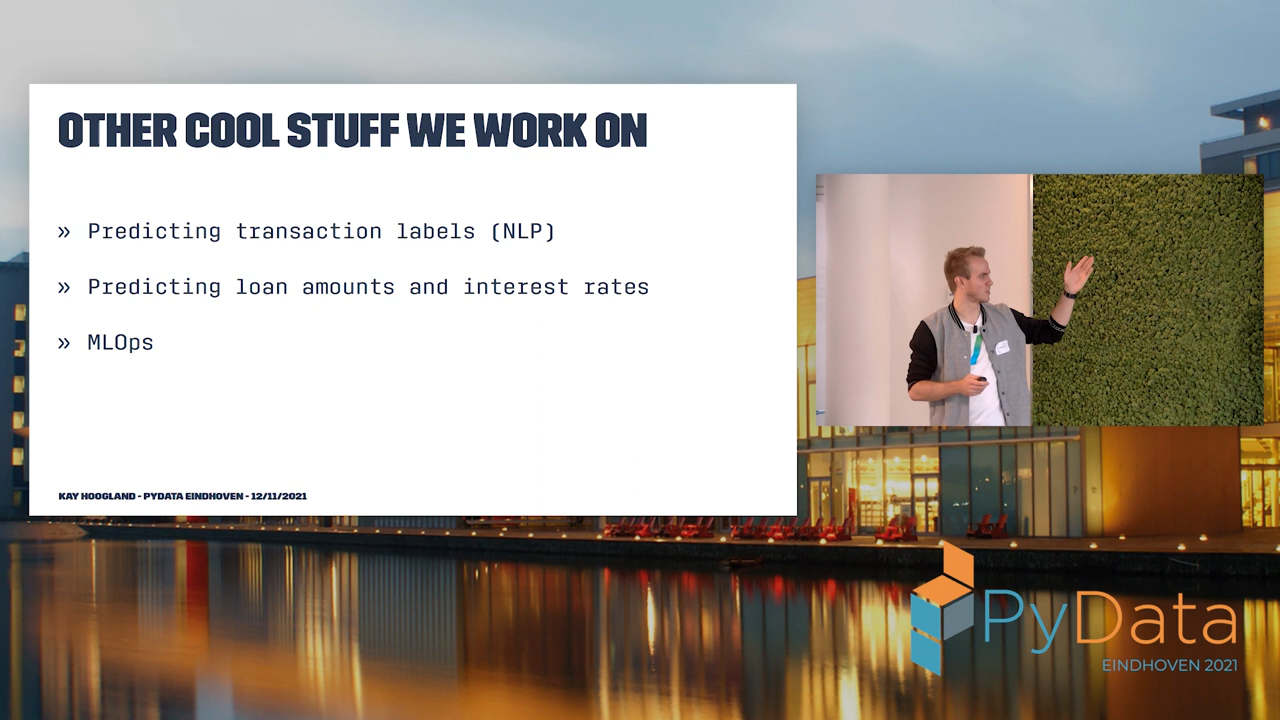 OTHER COOL STUFF WE WORK ON
» Predicting transaction labels (NLP)
» Predicting loan amounts and interest rates
» MLOps
KAY HOOGLAND - PYDATA EINDHOVEN - 12/11/2021
PyData
EINDHOVEN 2021